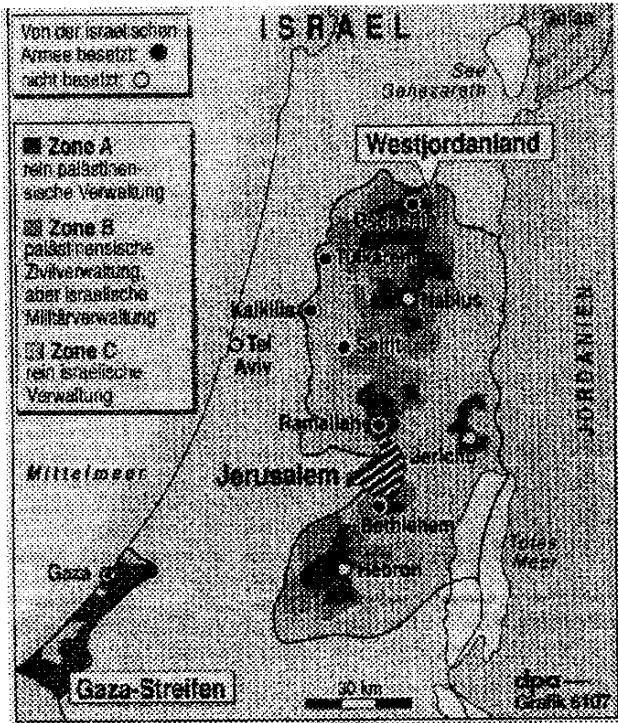 Von der israelischen
Armee besetzt:
nicht besetzt:
Zone A
rein palästinen-
sische Verwaltung
Zone B
palästinensische
Zivilverwaltung,
aber israelische
Militärverwaltung
Zone C
rein israelische
Verwaltung
ISRAEL
Golan
See
Genezareth
Westjordanland
Tulkarem
Kalkilia
Nablus
Tel
Aviv
Salfit
JORDANIEN
Ramallah
Jericho
Mittelmeer
Jerusalem
Bethlehem
Totes
Meer
Gaza
Hebron
Gaza-Streifen
30 km
dpa
Grafik 6107